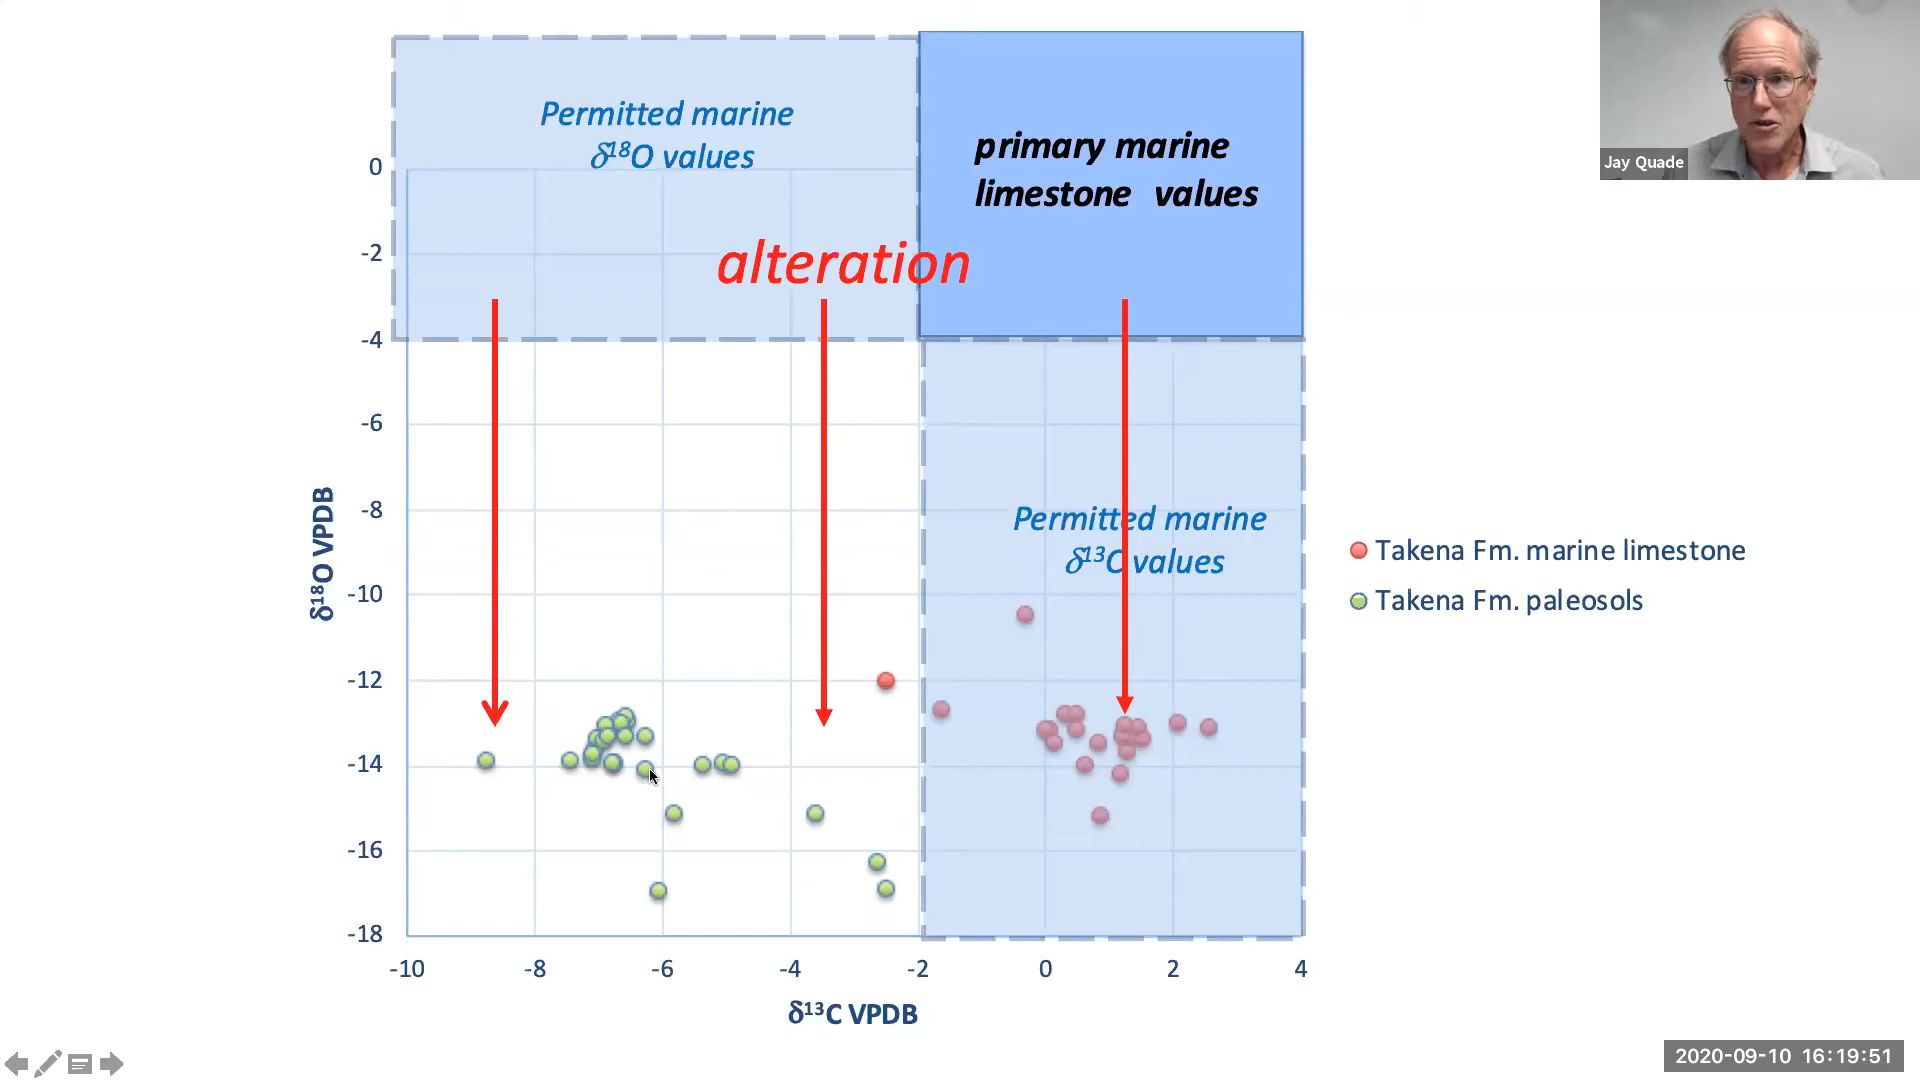 Permitted marine
δ18O values
primary marine
limestone values
Jay Quade
alteration
0
-2
-4
-6
-8
-10
-12
-14
-16
-18
δ18O VPDB
Permitted marine
δ13C values
Takena Fm. marine limestone
Takena Fm. paleosols
-10 -8 -6 -4 -2 0 2 4
δ13C VPDB
2020-09-10 16:19:51